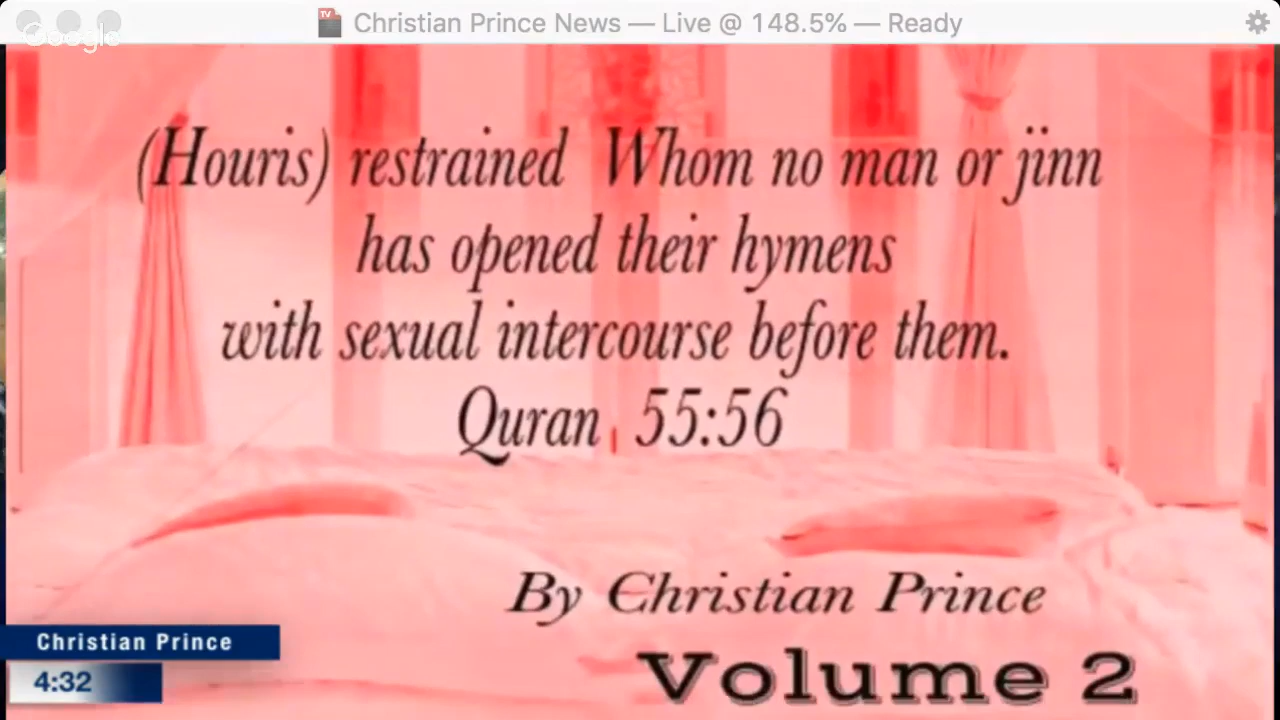 Christian Prince News — Live @ 148.5% — Ready
Google
(Houris) restrained Whom no man or jinn
has opened their hymens
with sexual intercourse before them.
Quran 55:56
By Christian Prince
Volume 2
Christian Prince
4:32